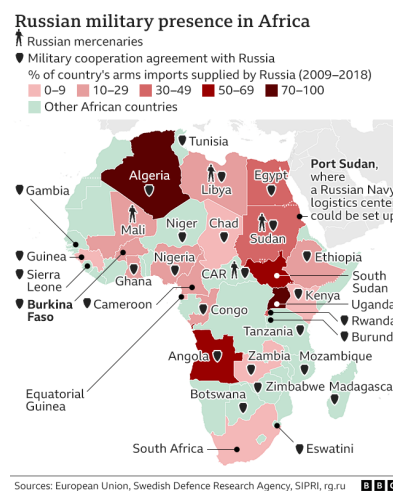 Russian military presence in Africa
Russian mercenaries
Military cooperation agreement with Russia
% of country's arms imports supplied by Russia (2009–2018)
0–9 10–29 30–49 50–69 70–100
Other African countries
Tunisia
Port Sudan,
where
a Russian Navy
logistics cente
could be set up
Algeria
Libya
Egypt
Gambia
Mali
Niger
Chad
Sudan
Guinea
Nigeria
Ethiopia
Sierra
Leone
Ghana
CAR
South
Sudan
Burkina
Faso
Cameroon
Kenya
Uganda
Congo
Rwanda
Tanzania
Burund
Angola
Zambia
Mozambique
Equatorial
Guinea
Botswana
Zimbabwe
Madagasca
South Africa
Eswatini
Sources: European Union, Swedish Defence Research Agency, SIPRI, rg.ru
BBC